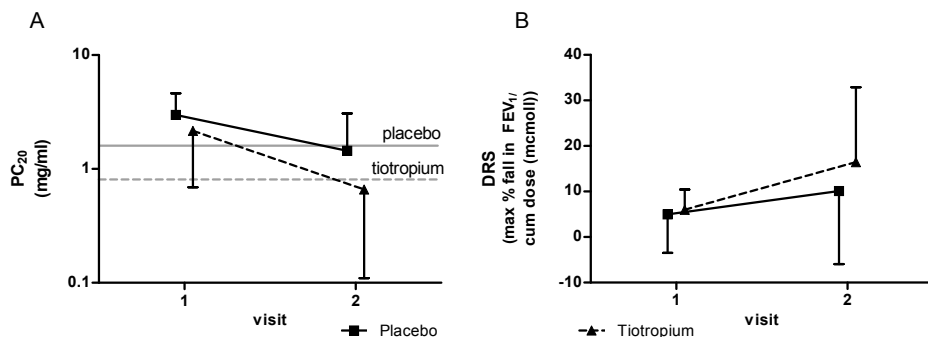 A
10
1
0.1
PC20
(mg/ml)
placebo
tiotropium
1
2
visit
Placebo
B
40
30
20
10
0
-10
DRS
(max % fall in FEV1/
cum dose (mcmoll))
1
2
visit
Tiotropium